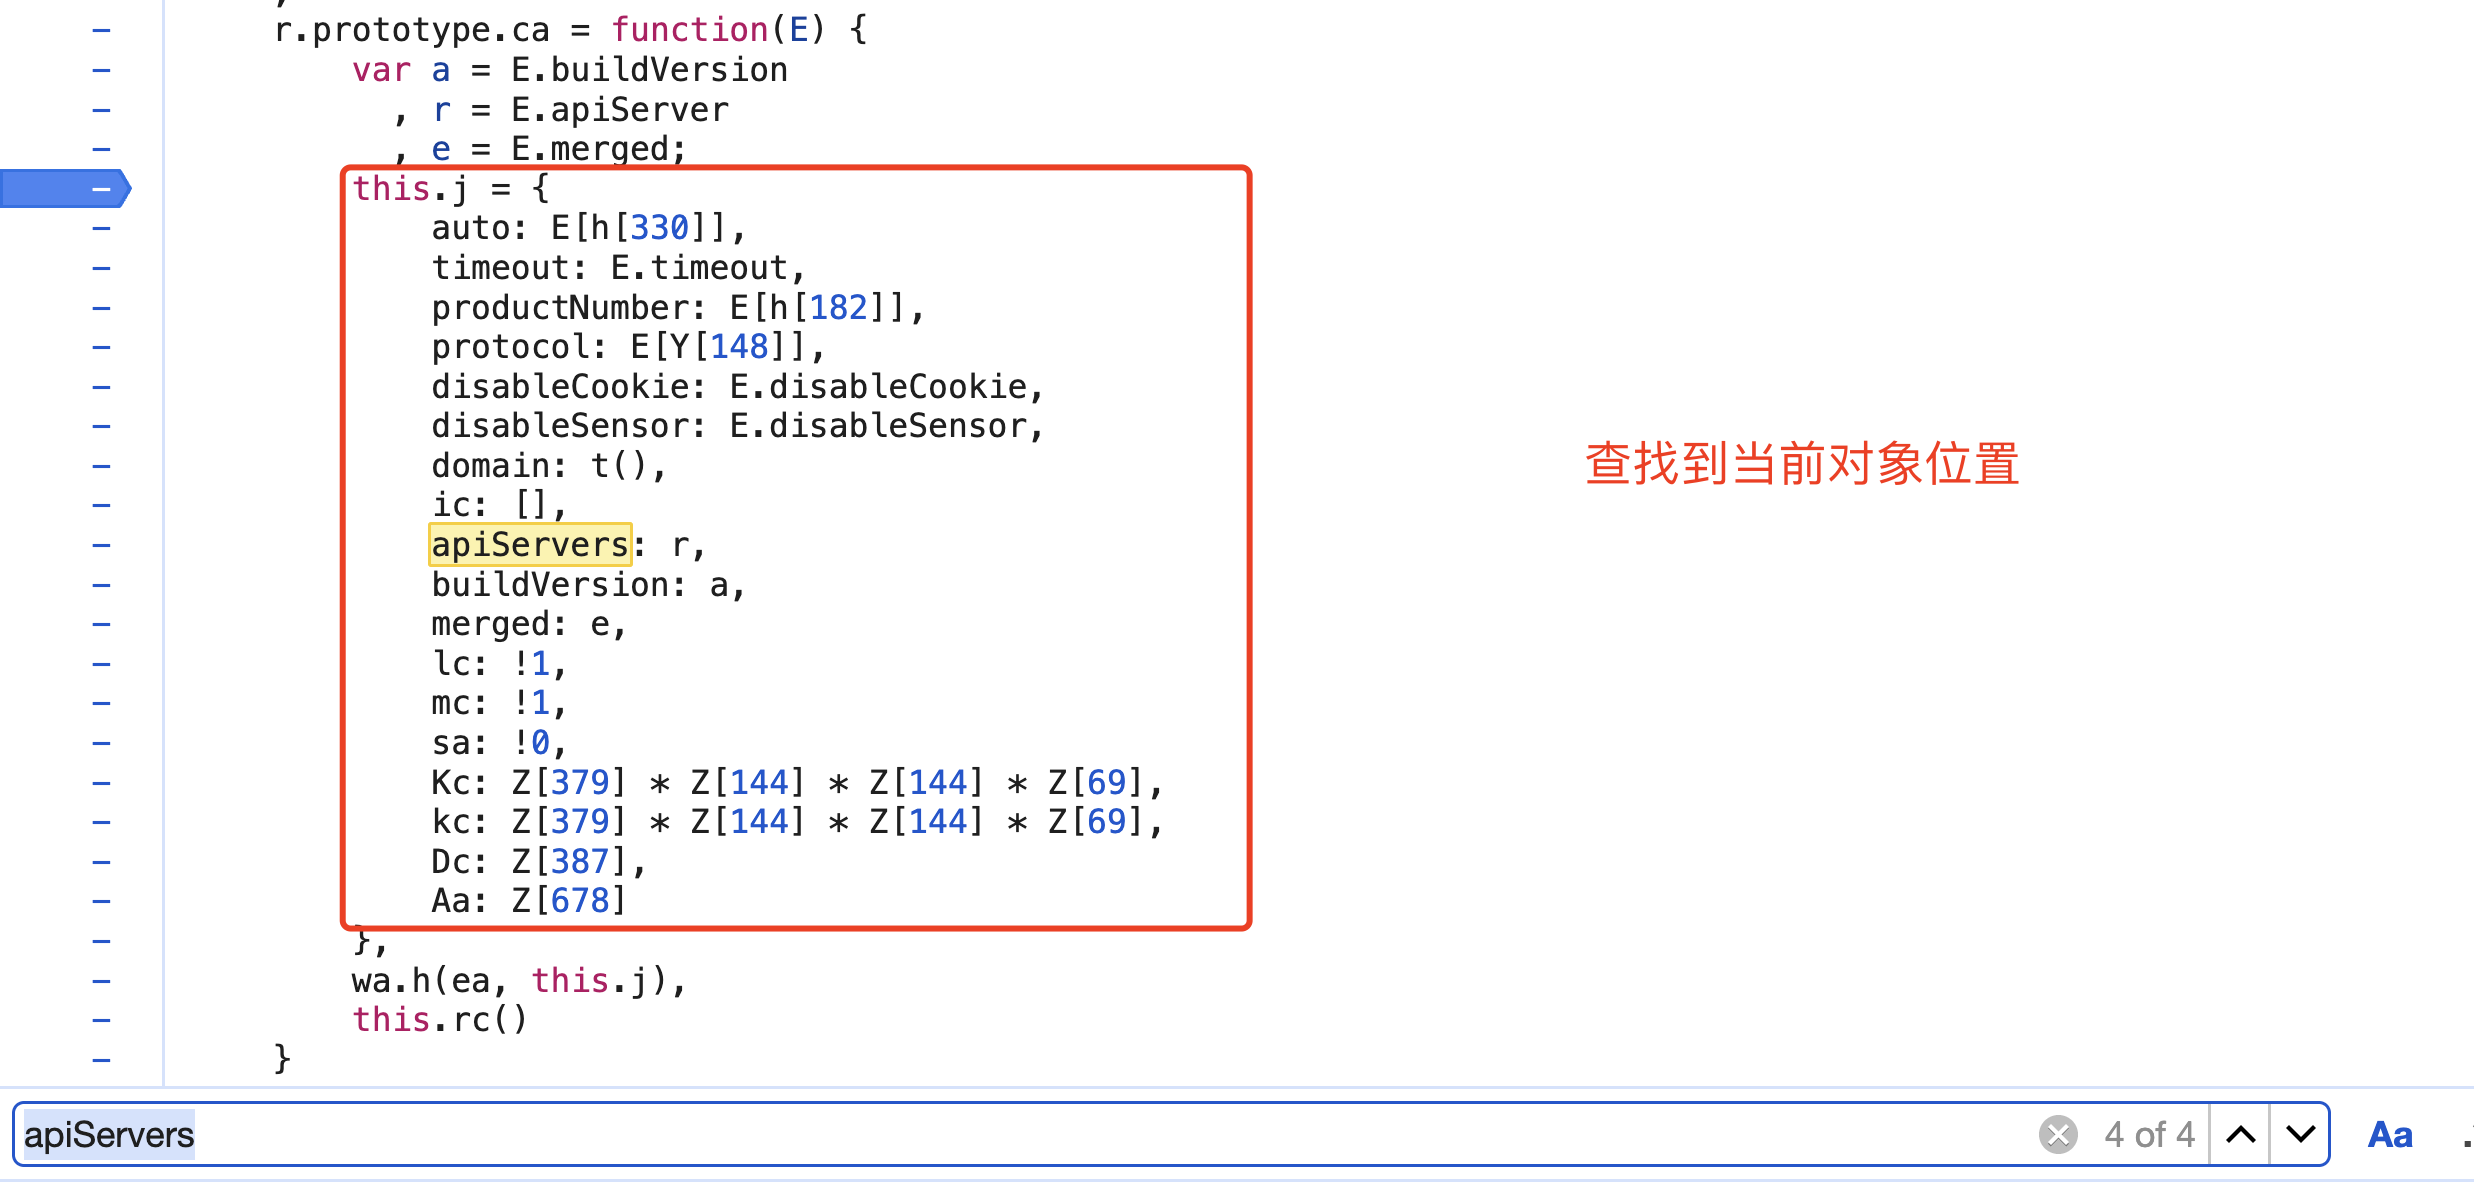 r.prototype.ca = function(E) {
var a = E.buildVersion
, r = E.apiServer
, e = E.merged;
this.j = {
auto: E[h[330]],
timeout: E.timeout,
productNumber: E[h[182]],
protocol: E[Y[148]],
disableCookie: E.disableCookie,
disableSensor: E.disableSensor,
domain: t(),
ic: [],
apiServers: r,
buildVersion: a,
merged: e,
lc: !1,
mc: !1,
sa: !0,
Kc: Z[379] * Z[144] * Z[144] * Z[69],
kc: Z[379] * Z[144] * Z[144] * Z[69],
Dc: Z[387],
Aa: Z[678]
},
wa.h(ea, this.j),
this.rc()
}
查找到当前对象位置
apiServers
4 of 4
Aa